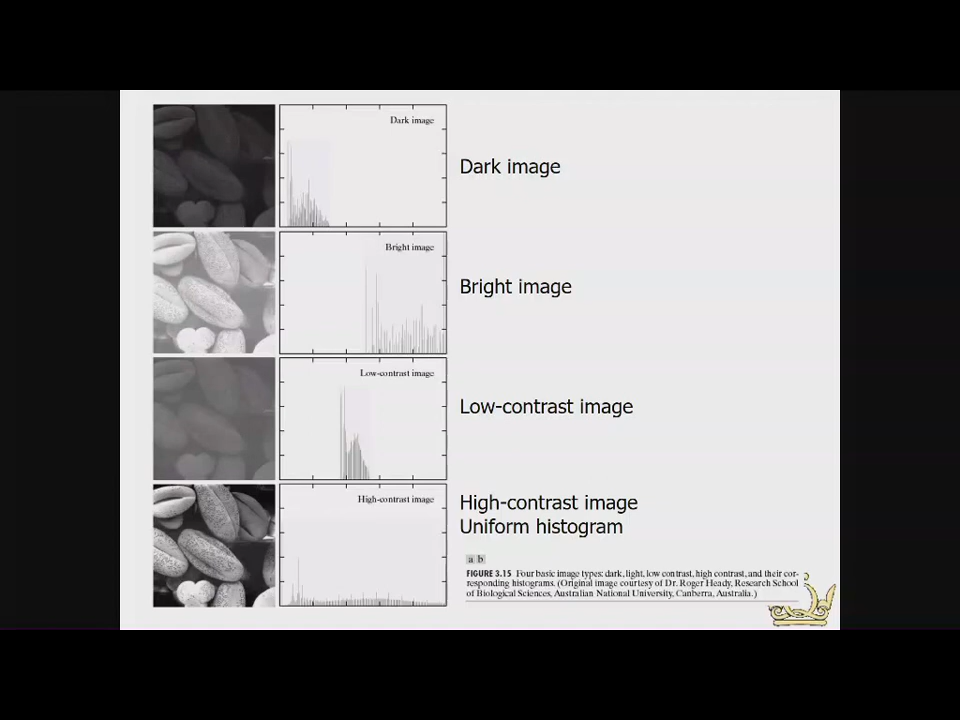 Dark image
Dark image
Bright image
Bright image
Low-contrast image
Low-contrast image
High-contrast image
High-contrast image
Uniform histogram
a b
FIGURE 3.15 Four basic image types: dark, light, low contrast, high contrast, and their cor-
responding histograms. (Original image courtesy of Dr. Roger Heady, Research School
of Biological Sciences, Australian National University, Canberra, Australia.)